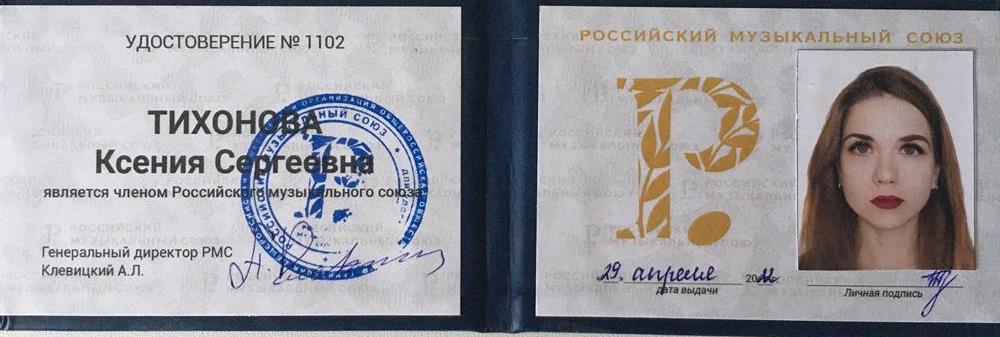 УДОСТОВЕРЕНИЕ № 1102
ТИХОНОВА
Ксения Сергеевна
является членом Российского музыкального союза
Генеральный директор РМС
Клевицкий А.Л.
РОССИЙСКИЙ МУЗЫКАЛЬНЫЙ СОЮЗ
Р.
29. апреля 2022
дата выдачи
Личная подпись